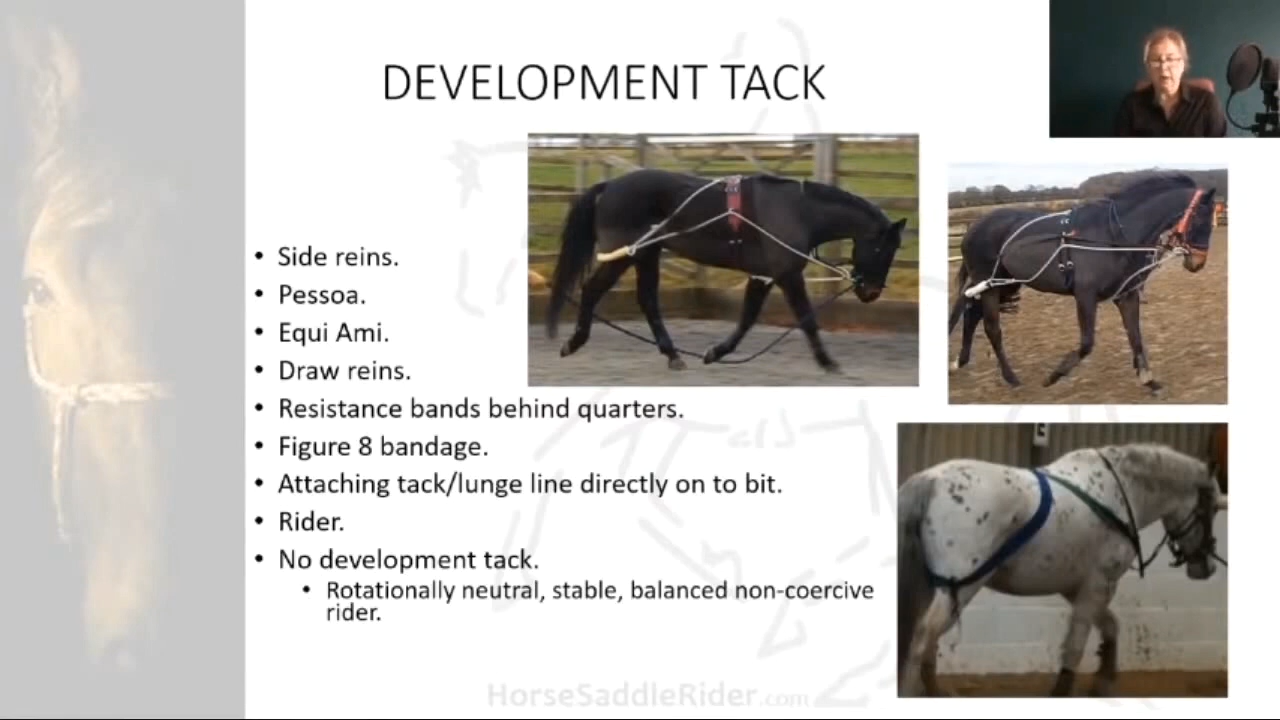 DEVELOPMENT TACK
• Side reins.
• Pessoa.
• Equi Ami.
• Draw reins.
• Resistance bands behind quarters.
• Figure 8 bandage.
• Attaching tack/lunge line directly on to bit.
• Rider.
• No development tack.
• Rotationally neutral, stable, balanced non-coercive
rider.
HorseSaddleRider.com